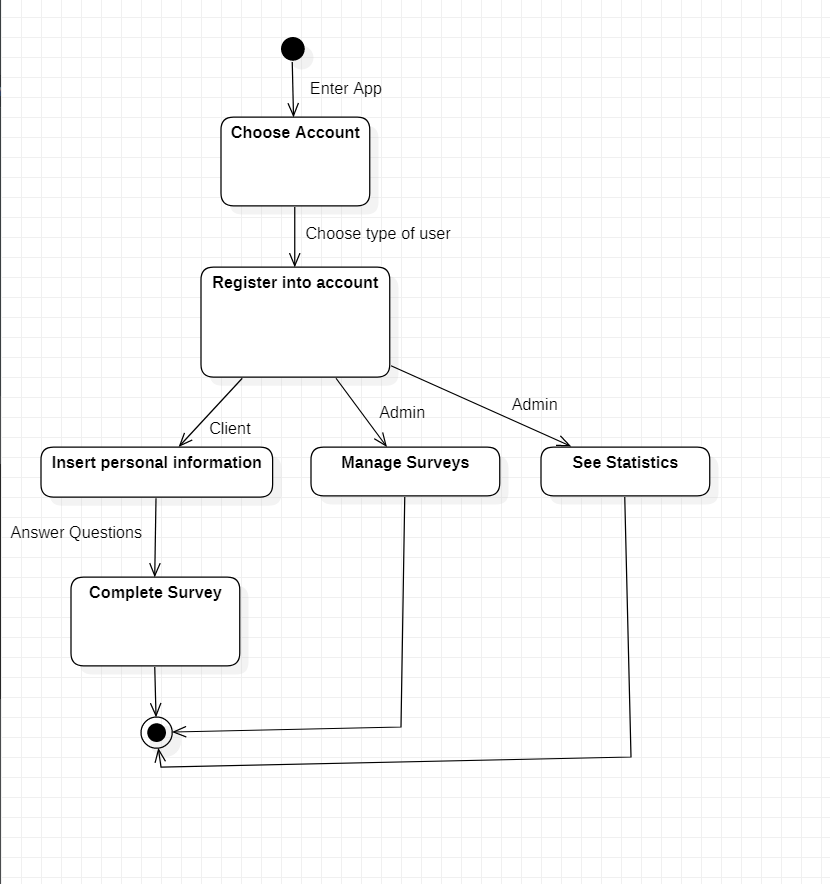 Enter App
Choose Account
Choose type of user
Register into account
Client
Admin
Admin
Insert personal information
Manage Surveys
See Statistics
Answer Questions
Complete Survey